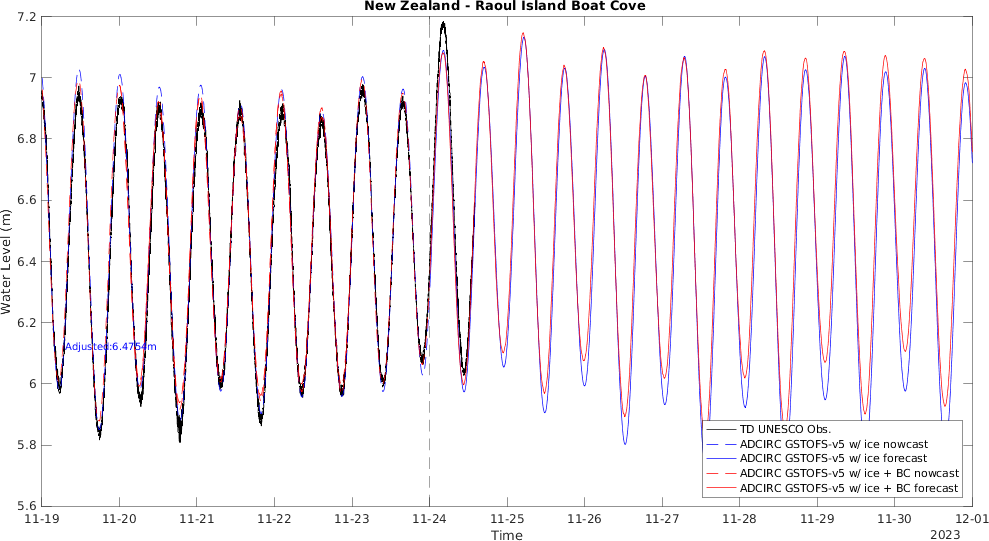 New Zealand - Raoul Island Boat Cove
7.2
7
6.8
6.6
6.4
6.2
6
5.8
5.6
Water Level (m)
Adjusted:6.4754m
TD UNESCO Obs.
ADCIRC GSTOFS-v5 w/ ice nowcast
ADCIRC GSTOFS-v5 w/ ice forecast
ADCIRC GSTOFS-v5 w/ ice + BC nowcast
ADCIRC GSTOFS-v5 w/ ice + BC forecast
11-19 11-20 11-21 11-22 11-23 11-24 11-25 11-26 11-27 11-28 11-29 11-30 12-01
Time
2023